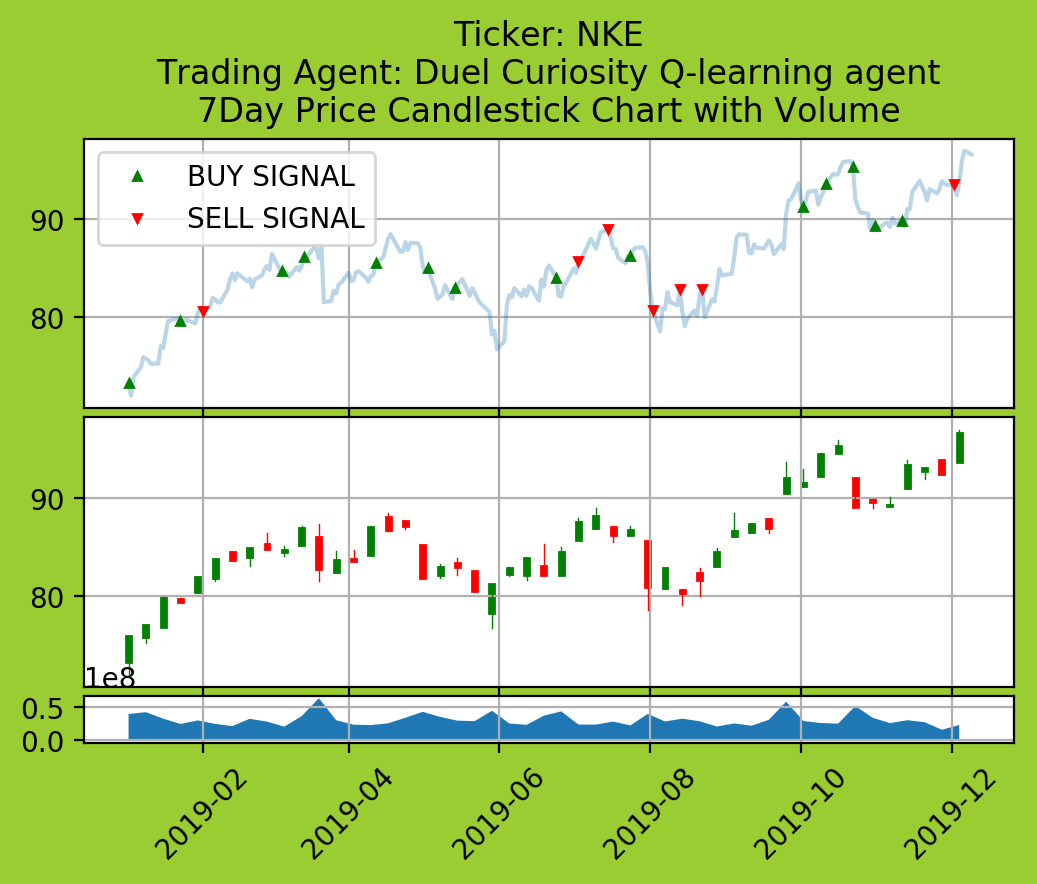 Ticker: NKE
Trading Agent: Duel Curiosity Q-learning agent
7Day Price Candlestick Chart with Volume
BUY SIGNAL
SELL SIGNAL
90
80
90
80
1e8
0.5
0.0
2019-02
2019-04
2019-06
2019-08
2019-10
2019-12